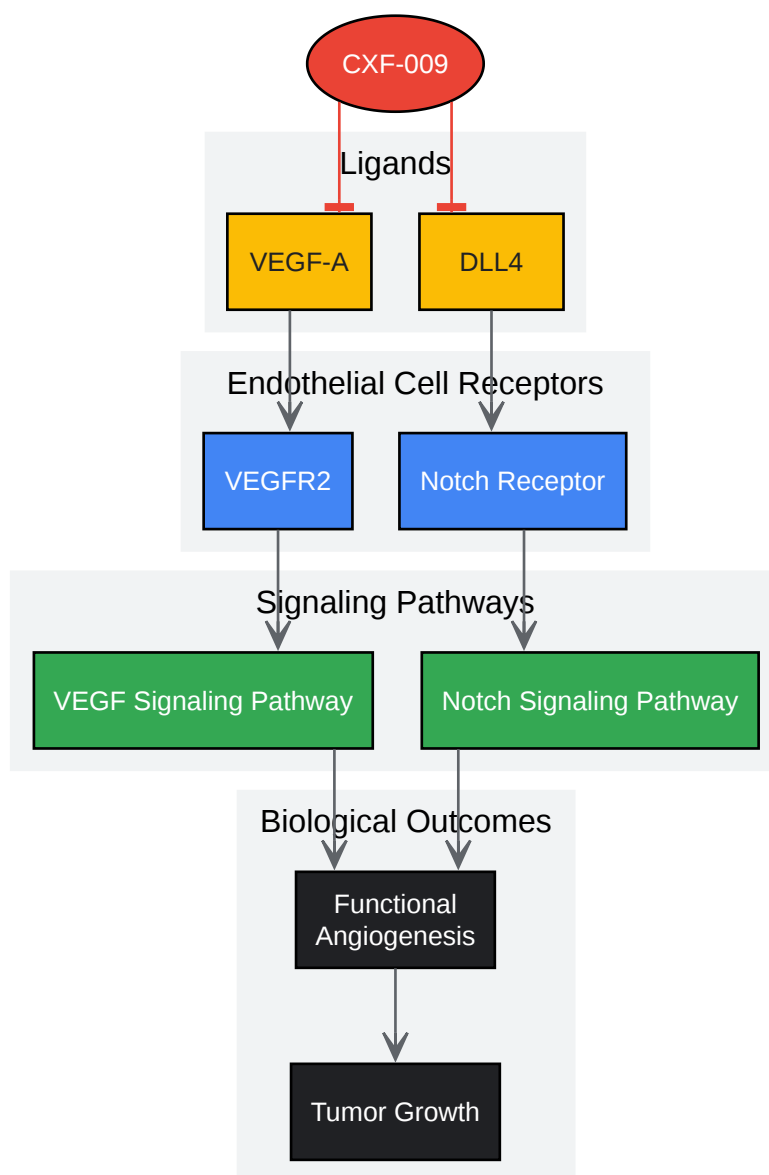 CXF-009
Ligands
VEGF-A
DLL4
Endothelial Cell Receptors
VEGFR2
Notch Receptor
Signaling Pathways
VEGF Signaling Pathway
Notch Signaling Pathway
Biological Outcomes
Functional
Angiogenesis
Tumor Growth